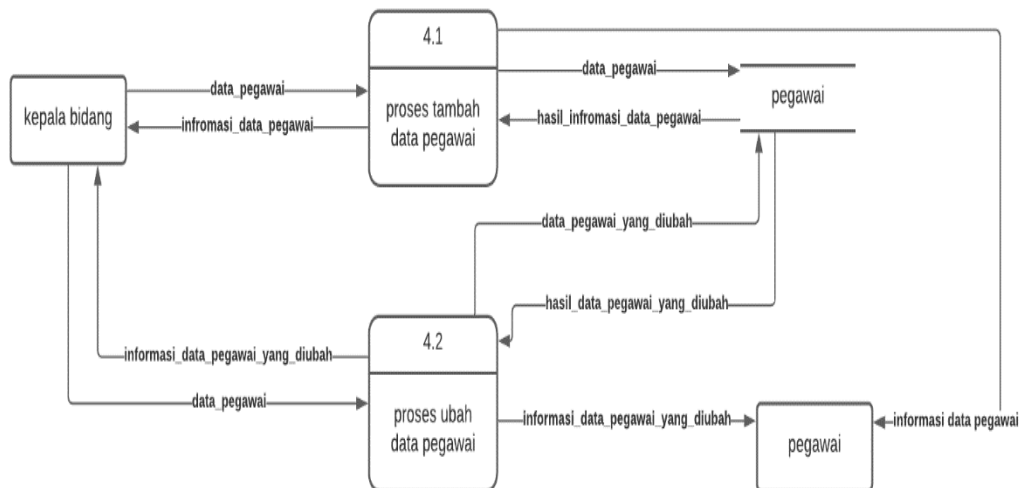 4.1
data_pegawai
pegawai
data_pegawai
kepala bidang
proses tambah
data pegawai
infromasi_data_pegawai
hasil_infromasi_data_pegawai
data_pegawai_yang_diubah
hasil_data_pegawai_yang_diubah
4.2
informasi_data_pegawai_yang_diubah
data_pegawai
proses ubah
data pegawai
informasi_data_pegawai_yang_diubah
informasi data pegawai
pegawai